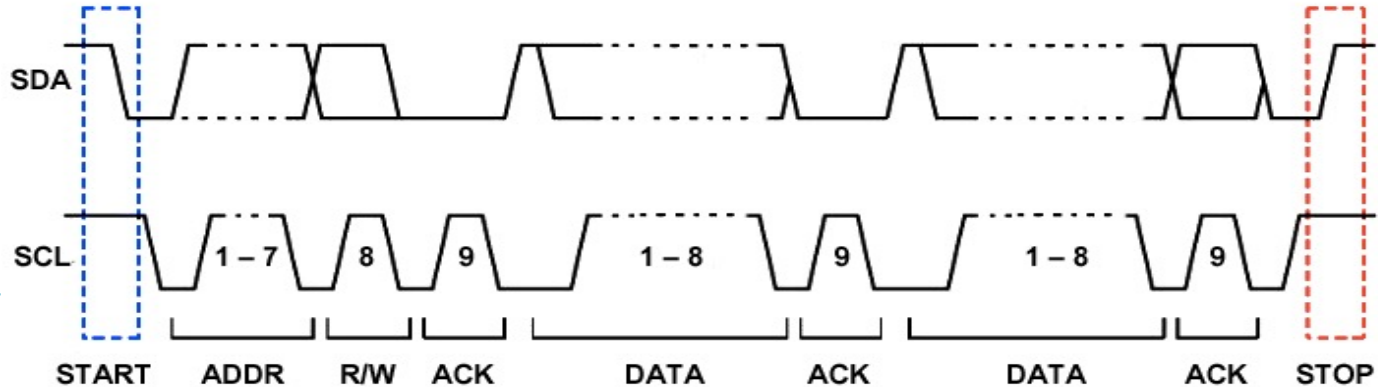 SDA
SCL 1 – 7 8 9 1 – 8 9 1 – 8 9
START ADDR R/W ACK DATA ACK DATA ACK STOP